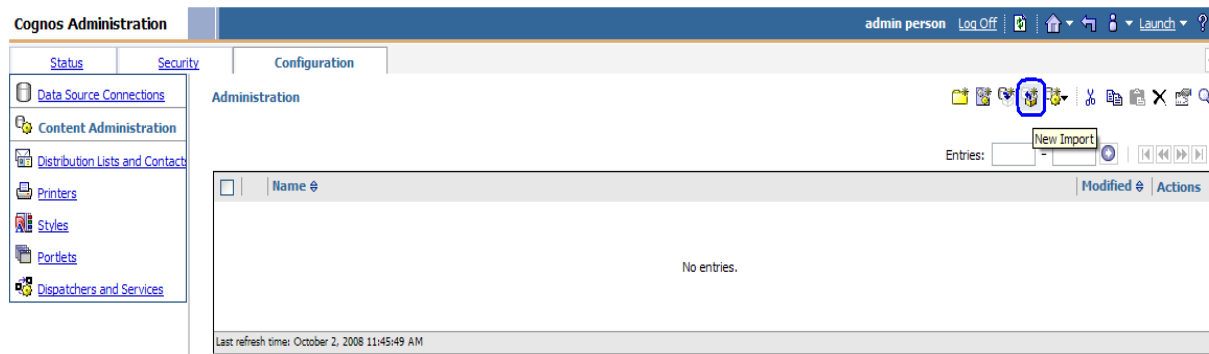 Cognos Administration
admin person Log Off Launch ?
Status Security Configuration
Data Source Connections
Administration
Content Administration
New Import
Distribution Lists and Contacts
Entries: -
Name Modified Actions
Printers
Styles
Portlets
No entries.
Dispatchers and Services
Last refresh time: October 2, 2008 11:45:49 AM